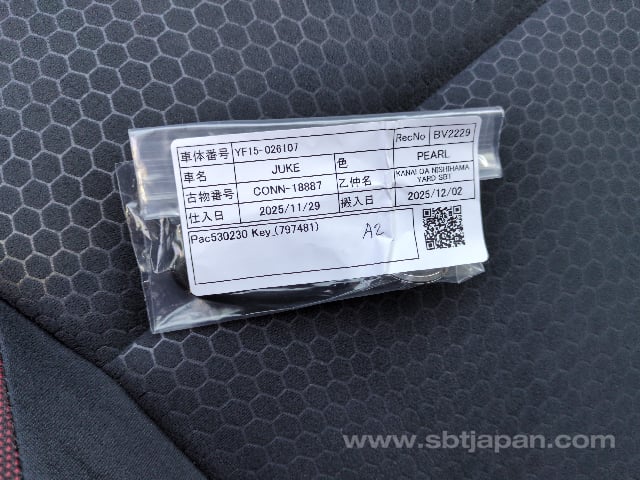 車体番号 YF15-026107 RecNo BV2229
車名 JUKE 色 PEARL
古物番号 CONN-18887 乙仲名 KANAI OA NISHIHAMA YARD SBT
仕入日 2025/11/29 搬入日 2025/12/02
Pac530230 Key_(797481)
A2
www.sbtjapan.com